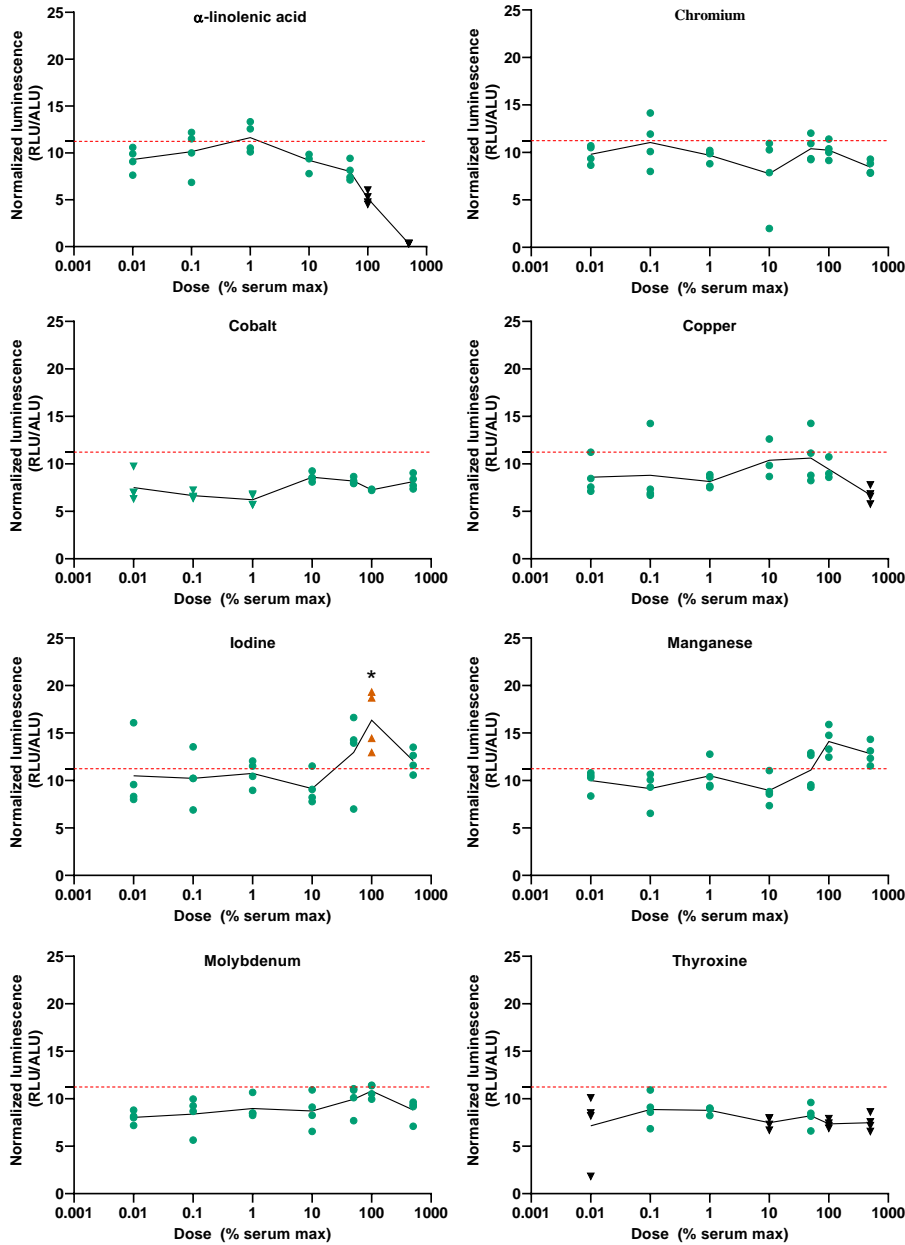 α-linolenic acid
25
20
15
10
5
0
Normalized luminescence
(RLU/ALU)
0.001 0.01 0.1 1 10 100 1000
Dose (% serum max)
Chromium
25
20
15
10
5
0
Normalized luminescence
(RLU/ALU)
0.001 0.01 0.1 1 10 100 1000
Dose (% serum max)
Cobalt
25
20
15
10
5
0
Normalized luminescence
(RLU/ALU)
0.001 0.01 0.1 1 10 100 1000
Dose (% serum max)
Copper
25
20
15
10
5
0
Normalized luminescence
(RLU/ALU)
0.001 0.01 0.1 1 10 100 1000
Dose (% serum max)
Iodine
*
25
20
15
10
5
0
Normalized luminescence
(RLU/ALU)
0.001 0.01 0.1 1 10 100 1000
Dose (% serum max)
Manganese
25
20
15
10
5
0
Normalized luminescence
(RLU/ALU)
0.001 0.01 0.1 1 10 100 1000
Dose (% serum max)
Molybdenum
25
20
15
10
5
0
Normalized luminescence
(RLU/ALU)
0.001 0.01 0.1 1 10 100 1000
Dose (% serum max)
Thyroxine
25
20
15
10
5
0
Normalized luminescence
(RLU/ALU)
0.001 0.01 0.1 1 10 100 1000
Dose (% serum max)